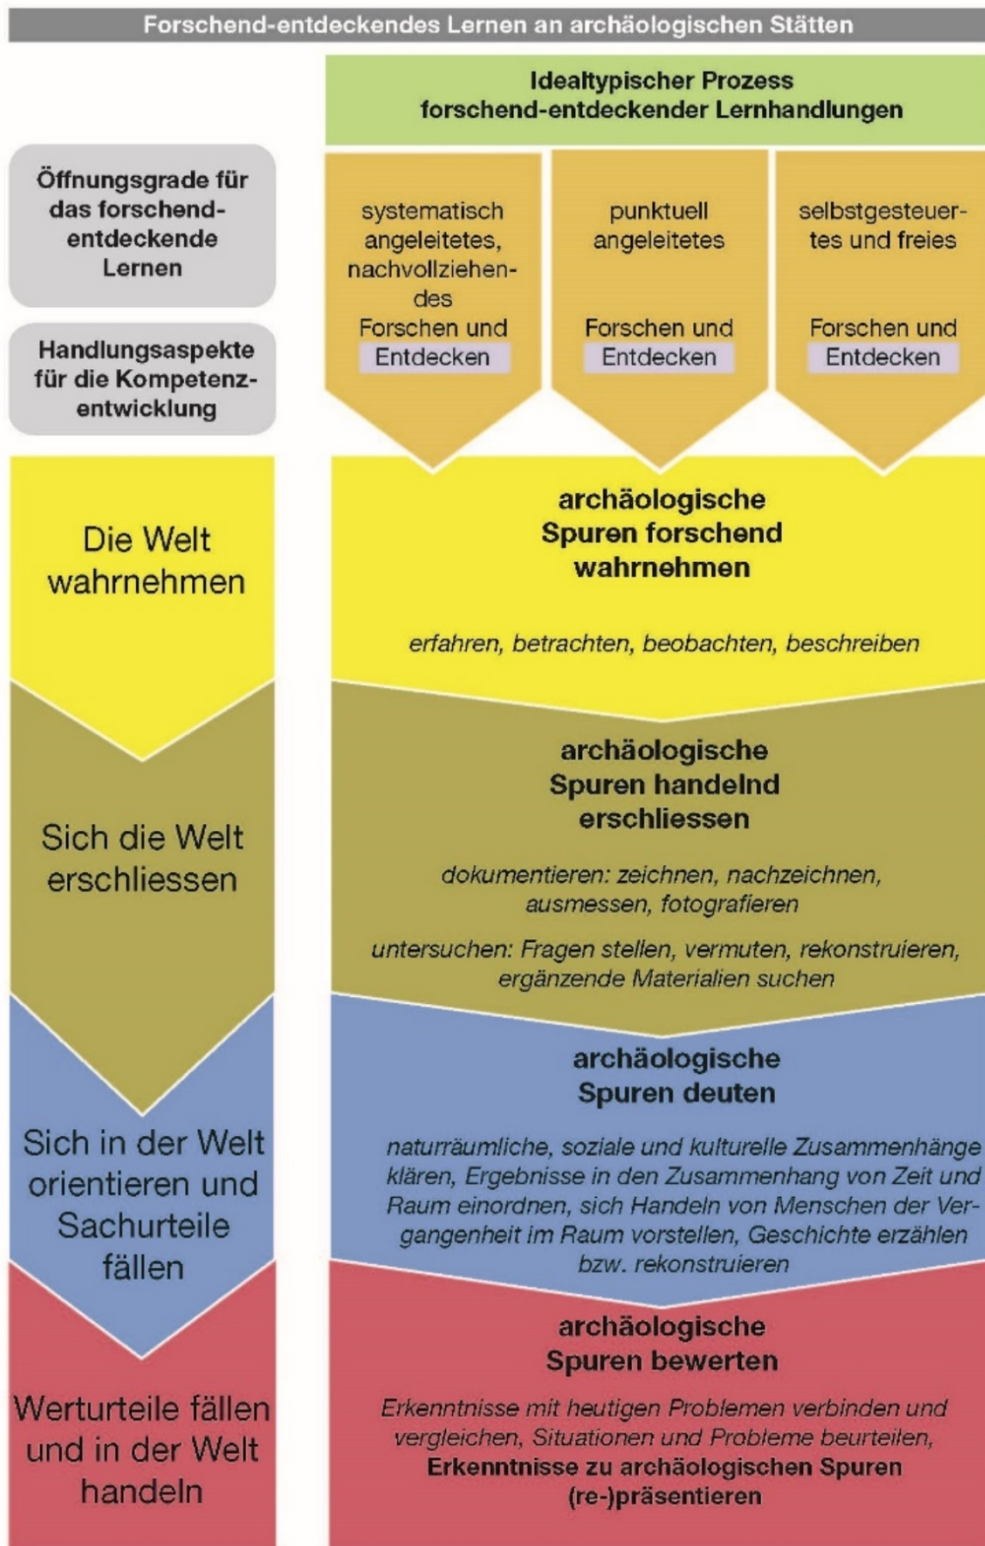 Forschend-entdeckendes Lernen an archäologischen Stätten
Idealtypischer Prozess
forschend-entdeckender Lernhandlungen
Öffnungsgrade für
das forschend-
entdeckende
Lernen
systematisch
angeleitetes,
nachvollziehen-
des
Forschen und
Entdecken
punktuell
angeleitetes
Forschen und
Entdecken
selbstgesteuer-
tes und freies
Forschen und
Entdecken
Handlungsaspekte
für die Kompetenz-
entwicklung
Die Welt
wahrnehmen
archäologische
Spuren forschend
wahrnehmen
erfahren, betrachten, beobachten, beschreiben
Sich die Welt
erschliessen
archäologische
Spuren handelnd
erschliessen
dokumentieren: zeichnen, nachzeichnen,
ausmessen, fotografieren
untersuchen: Fragen stellen, vermuten, rekonstruieren,
ergänzende Materialien suchen
Sich in der Welt
orientieren und
Sachurteile
fällen
archäologische
Spuren deuten
naturräumliche, soziale und kulturelle Zusammenhänge
klären, Ergebnisse in den Zusammenhang von Zeit und
Raum einordnen, sich Handeln von Menschen der Ver-
gangenheit im Raum vorstellen, Geschichte erzählen
bzw. rekonstruieren
Werturteile fällen
und in der Welt
handeln
archäologische
Spuren bewerten
Erkenntnisse mit heutigen Problemen verbinden und
vergleichen, Situationen und Probleme beurteilen,
Erkenntnisse zu archäologischen Spuren
(re-)präsentieren